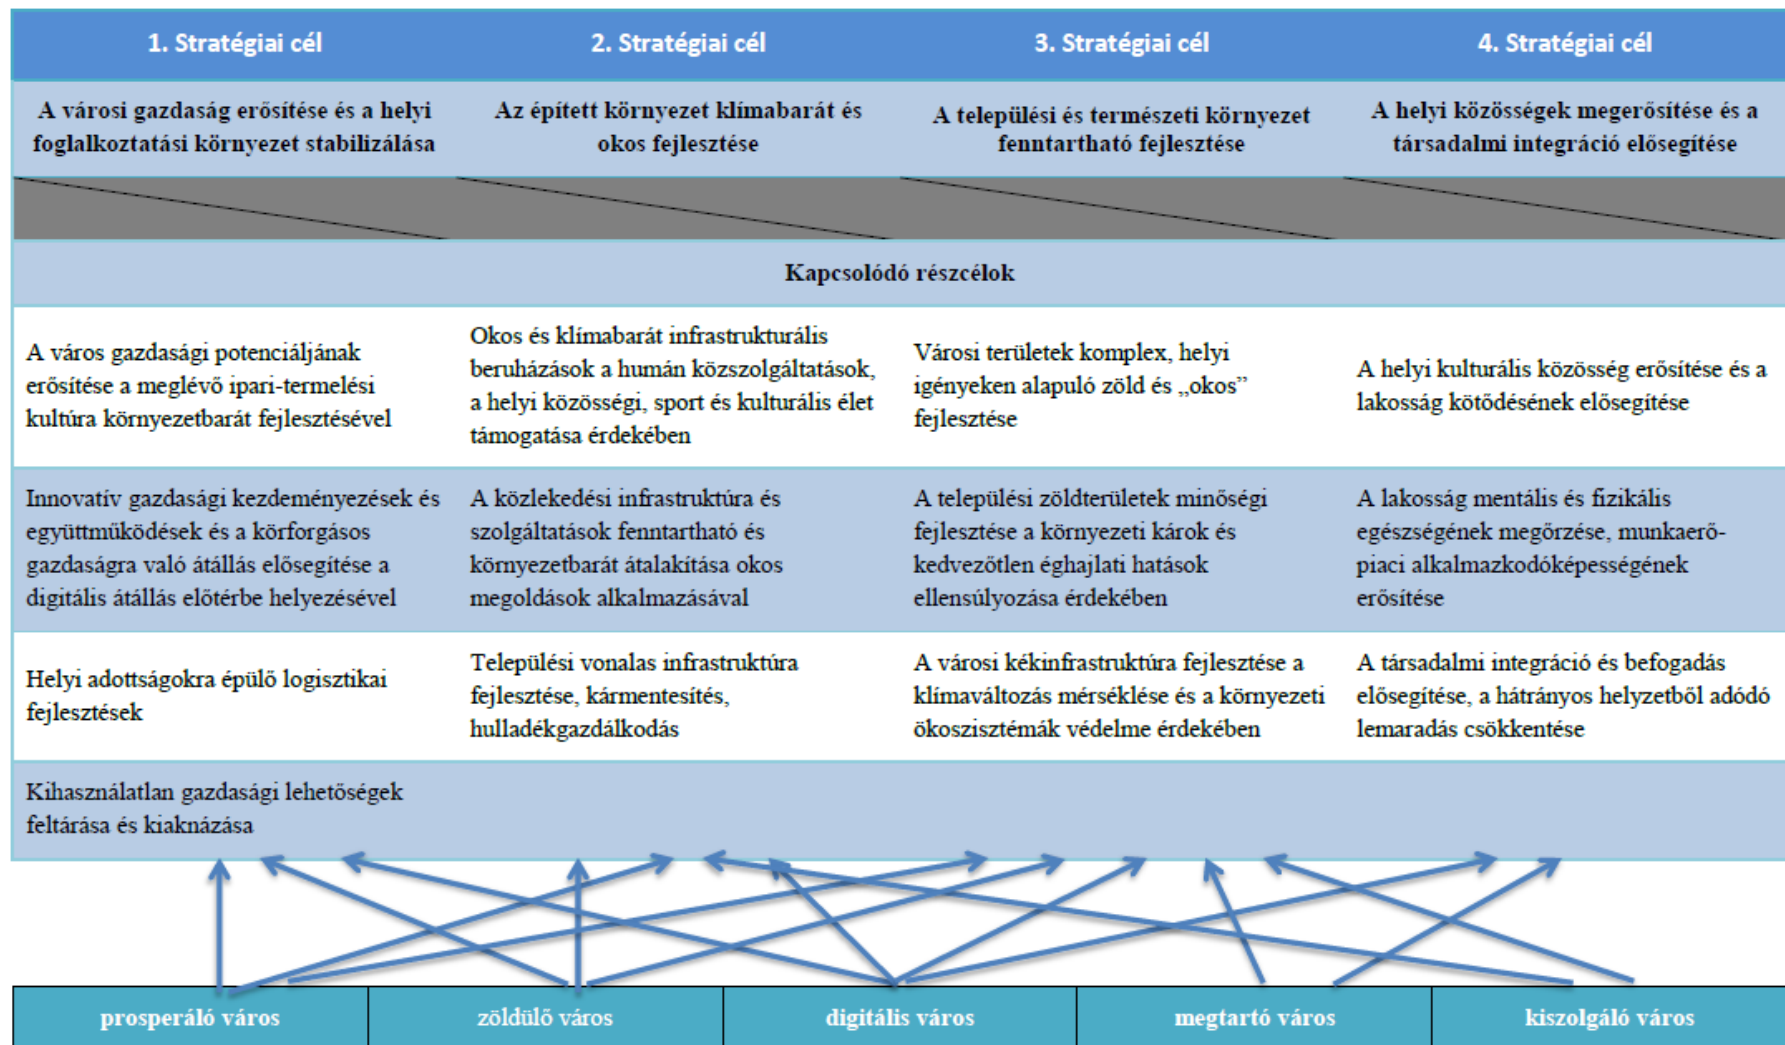 1. Stratégiai cél
2. Stratégiai cél
3. Stratégiai cél
4. Stratégiai cél
A városi gazdaság erősítése és a helyi
foglalkoztatási környezet stabilizálása
Az épített környezet klímabarát és
okos fejlesztése
A települési és természeti környezet
fenntartható fejlesztése
A helyi közösségek megerősítése és a
társadalmi integráció elősegítése
Kapcsolódó részcélok
A város gazdasági potenciáljának
erősítése a meglévő ipari-termelési
kultúra környezetbarát fejlesztésével
Okos és klímabarát infrastrukturális
beruházások a humán közszolgáltatások,
a helyi közösségi, sport és kulturális élet
támogatása érdekében
Városi területek komplex, helyi
igényeken alapuló zöld és „okos”
fejlesztése
A helyi kulturális közösség erősítése és a
lakosság kötődésének elősegítése
Innovatív gazdasági kezdeményezések és
együttműködések és a körforgásos
gazdaságra való átállás elősegítése a
digitális átállás előtérbe helyezésével
A közlekedési infrastruktúra és
szolgáltatások fenntartható és
környezetbarát átalakítása okos
megoldások alkalmazásával
A települési zöldterületek minőségi
fejlesztése a környezeti károk és
kedvezőtlen éghajlati hatások
ellensúlyozása érdekében
A lakosság mentális és fizikális
egészségének megőrzése, munkaerő-
piaci alkalmazkodóképességének
erősítése
Helyi adottságokra épülő logisztikai
fejlesztések
Települési vonalas infrastruktúra
fejlesztése, kármentesítés,
hulladékgazdálkodás
A városi kékinfrastruktúra fejlesztése a
klímaváltozás mérséklése és a környezeti
ökoszisztémák védelme érdekében
A társadalmi integráció és befogadás
elősegítése, a hátrányos helyzetből adódó
lemaradás csökkentése
Kihasználatlan gazdasági lehetőségek
feltárása és kiaknázása
prosperáló város
zöldülő város
digitális város
megtartó város
kiszolgáló város